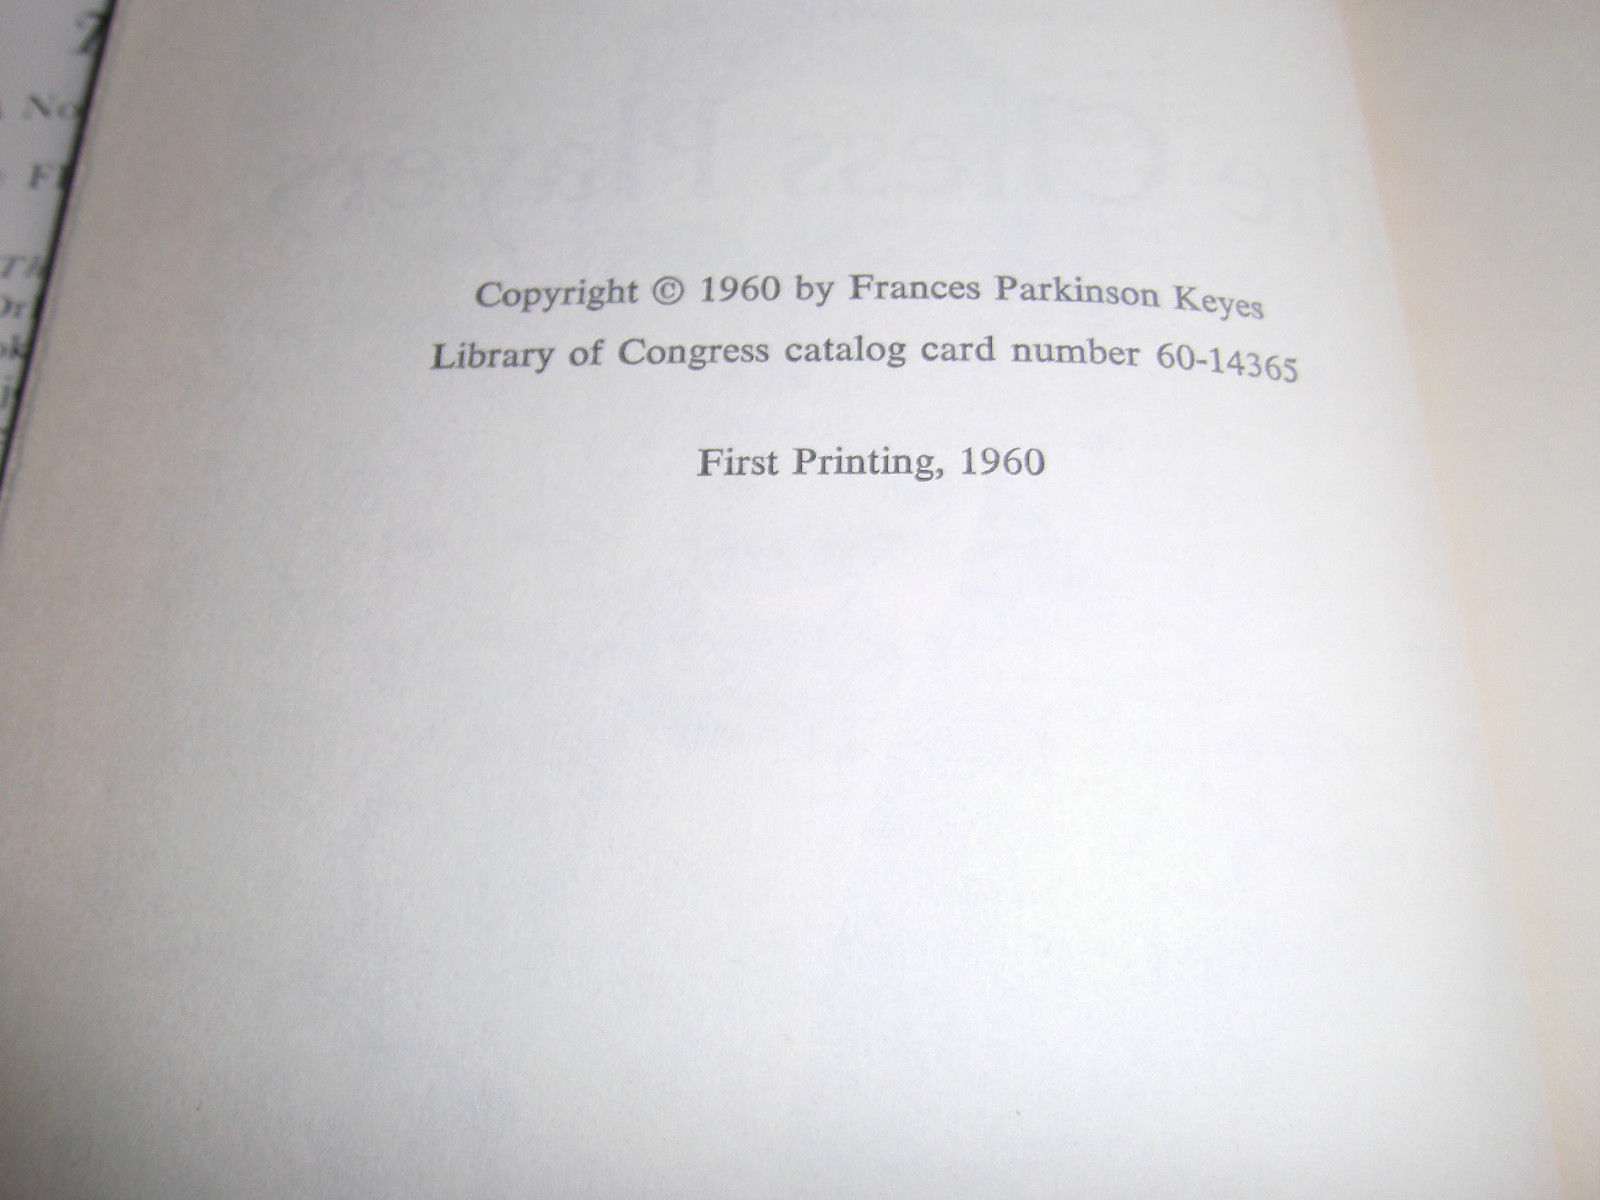 Copyright © 1960 by Frances Parkinson Keyes
Library of Congress catalog card number 60-14365
First Printing, 1960